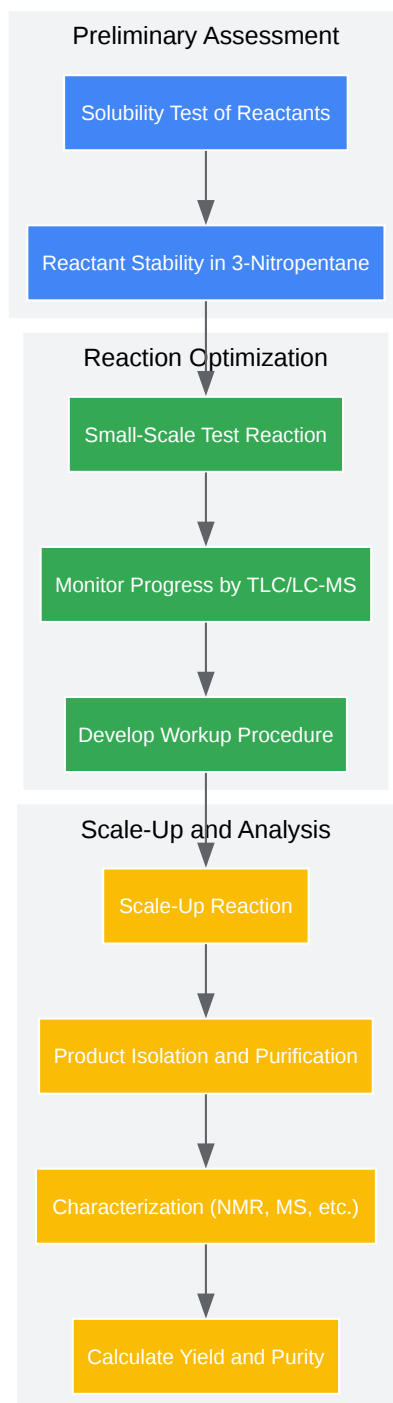 Preliminary Assessment
Solubility Test of Reactants
Reactant Stability in 3-Nitropentane
Reaction Optimization
Small-Scale Test Reaction
Monitor Progress by TLC/LC-MS
Develop Workup Procedure
Scale-Up and Analysis
Scale-Up Reaction
Product Isolation and Purification
Characterization (NMR, MS, etc.)
Calculate Yield and Purity